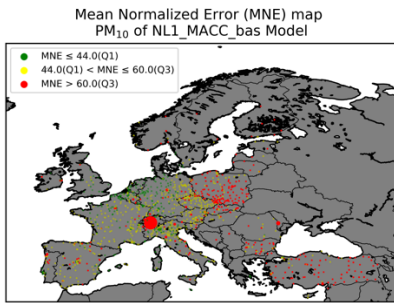 Mean Normalized Error (MNE) map
PM₁₀ of NL1_MACC_bas Model
MNE ≤ 44.0(Q1)
44.0(Q1) < MNE ≤ 60.0(Q3)
MNE > 60.0(Q3)